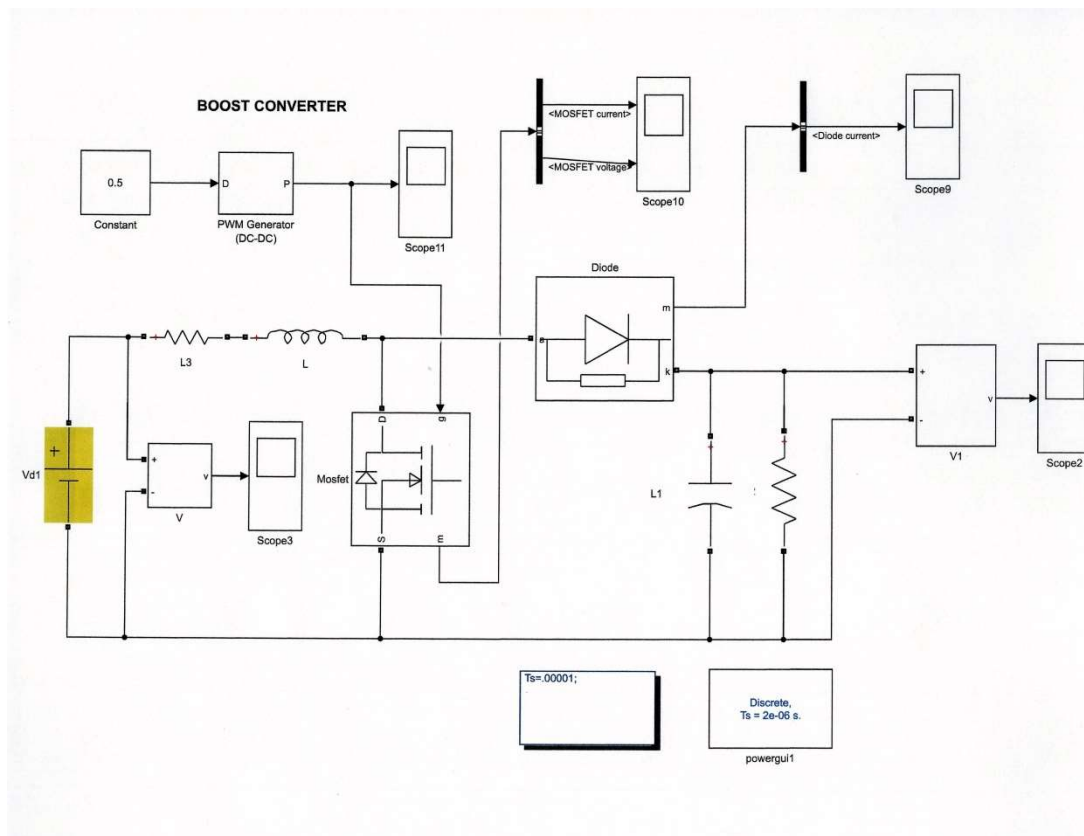 BOOST CONVERTER
<MOSFET current>
<MOSFET voltage>
Scope10
<Diode current>
Scope9
0.5
Constant
D
P
PWM Generator
(DC-DC)
Scope11
Diode
m
a
k
L3
L
+
-
v
V1
Scope2
Vd1
+
+
-
v
V
Scope3
Mosfet
D
g
S
m
L1
Ts=.00001;
Discrete,
Ts = 2e-06 s.
powergui1